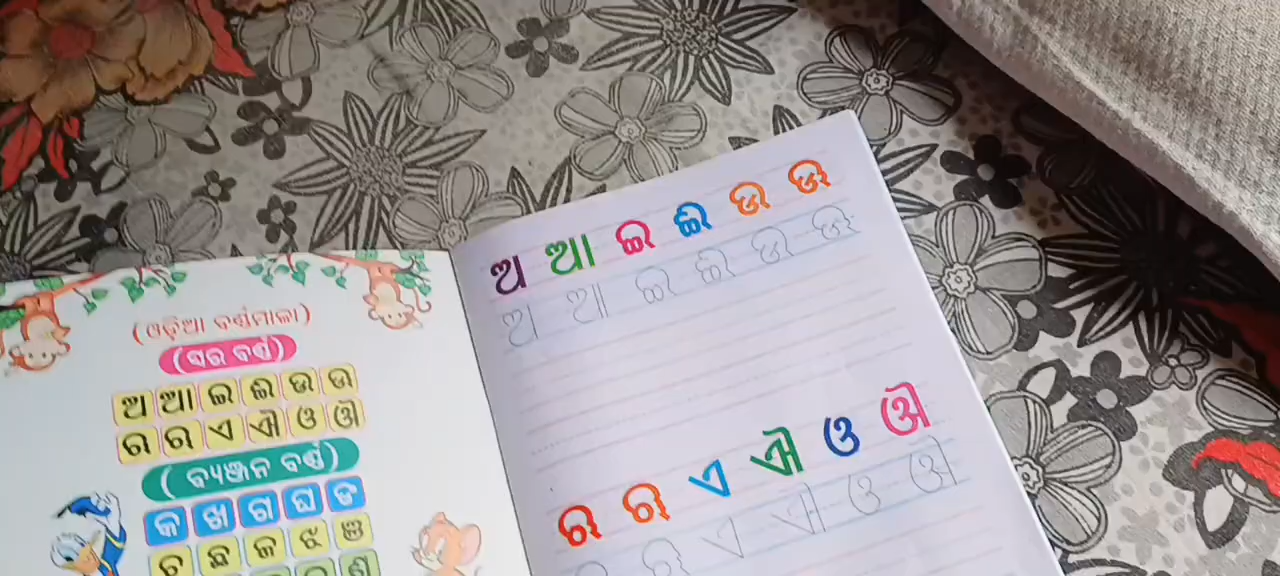 (ଓଡ଼ିଆ ବର୍ଣ୍ଣମାଳା)
(ସ୍ୱର ବର୍ଣ୍ଣ)
ଅ ଆ ଇ ଈ ଉ ଊ
ଋ ୠ ଏ ଐ ଓ ଔ
( ବ୍ୟଞ୍ଜନ ବର୍ଣ୍ଣ)
କ ଖ ଗ ଘ ଙ
ଚ ଛ ଜ ଝ ଞ
ଣ
ଅ ଆ ଇ ଈ ଉ ଊ
ଅ ଆ ଇ ଈ ଉ ଊ
ଋ ୠ ଏ ଐ ଓ ଔ
ୠ ଏ ଐ ଓ ଔ